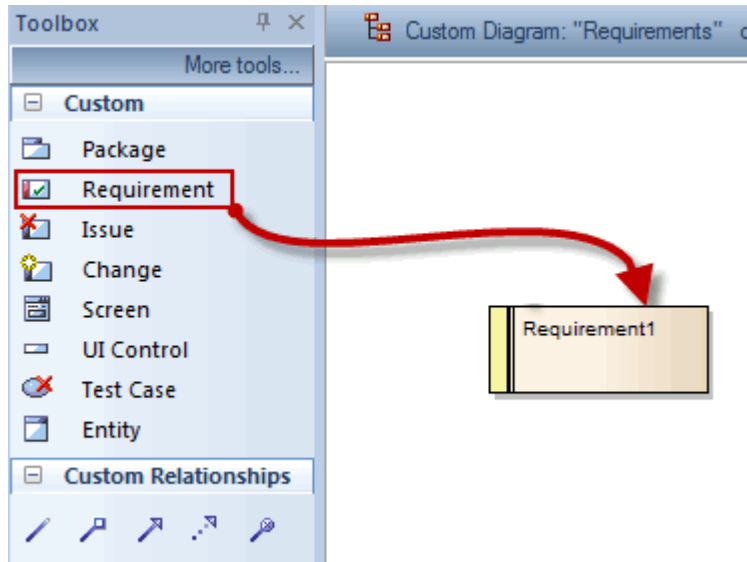 Toolbox
Custom Diagram: "Requirements"
More tools...
Custom
Package
Requirement
Issue
Change
Screen
UI Control
Test Case
Entity
Custom Relationships
Requirement1